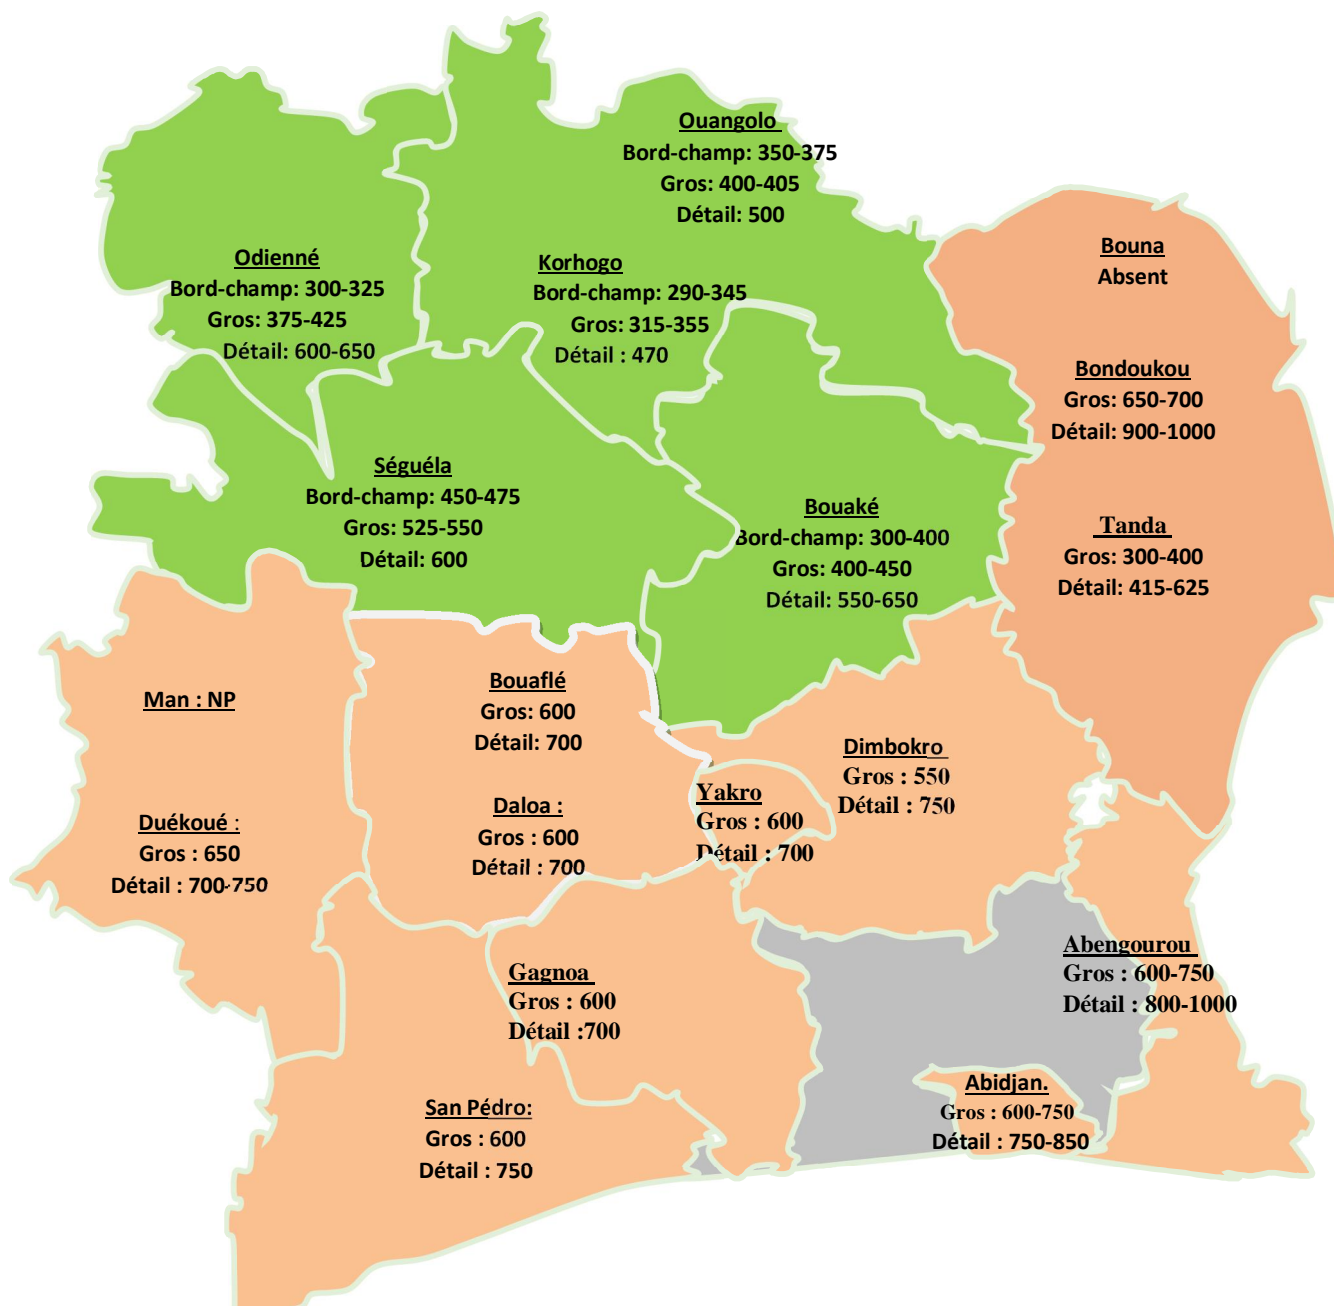 Ouangolo
Bord-champ: 350-375
Gros: 400-405
Détail: 500
Odienné
Bord-champ: 300-325
Gros: 375-425
Détail: 600-650
Korhogo
Bord-champ: 290-345
Gros: 315-355
Détail : 470
Bouna
Absent
Bondoukou
Gros: 650-700
Détail: 900-1000
Séguéla
Bord-champ: 450-475
Gros: 525-550
Détail: 600
Bouaké
Bord-champ: 300-400
Gros: 400-450
Détail: 550-650
Tanda
Gros: 300-400
Détail: 415-625
Man : NP
Bouaflé
Gros: 600
Détail: 700
Dimbokro
Gros : 550
Détail : 750
Yakro
Gros : 600
Détail : 700
Duékoué :
Gros : 650
Détail : 700-750
Daloa :
Gros : 600
Détail : 700
Gagnoa
Gros : 600
Détail :700
Abengourou
Gros : 600-750
Détail : 800-1000
San Pédro:
Gros : 600
Détail : 750
Abidjan.
Gros : 600-750
Détail : 750-850